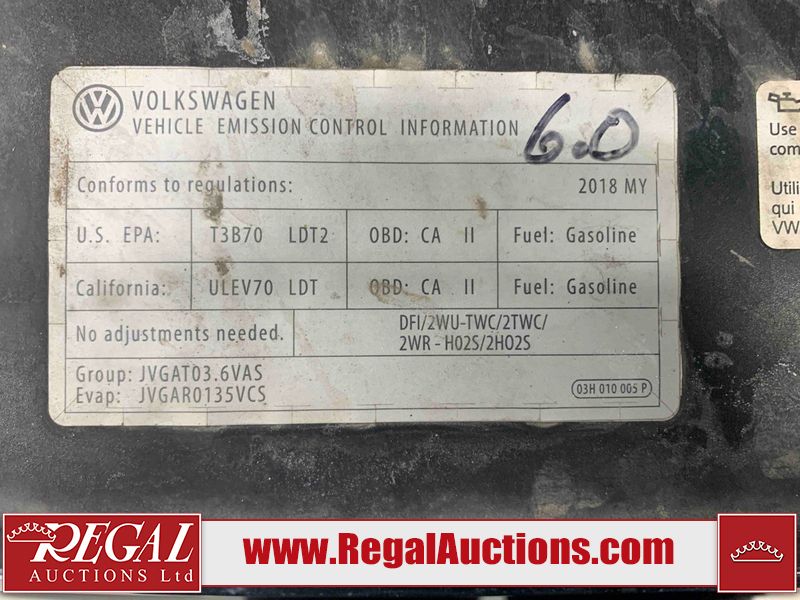 VOLKSWAGEN
VEHICLE EMISSION CONTROL INFORMATION
6.0
Conforms to regulations: 2018 MY
U.S. EPA: T3B70 LDT2 OBD: CA II Fuel: Gasoline
California: ULEV70 LDT OBD: CA II Fuel: Gasoline
No adjustments needed.
DFI/2WU-TWC/2TWC/
2WR - HO2S/2HO2S
Group: JVGAT03.6VAS
Evap: JVGAR0135VCS
03H 010 005 P
Use
com
Utili
qui
VW
REGAL
AUCTIONS Ltd
www.RegalAuctions.com